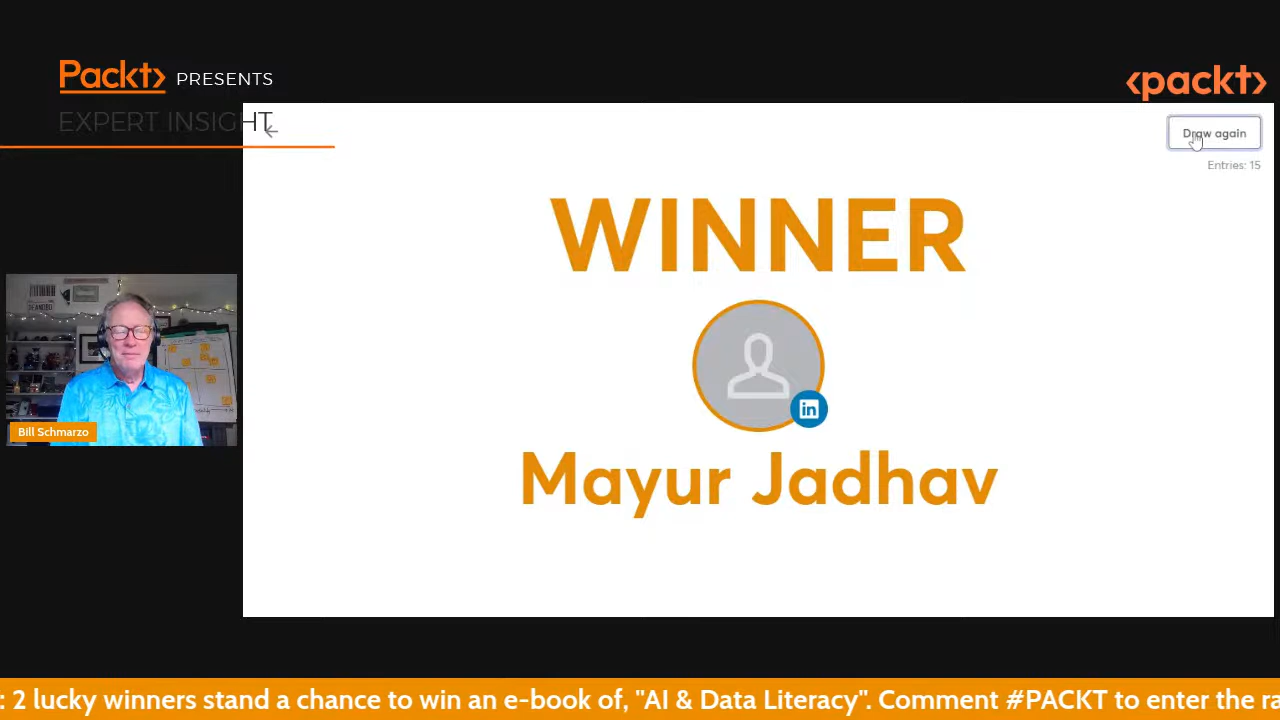 Packt>
PRESENTS
<packt>
EXPERT INSIGHT
Draw again
Entries: 15
WINNER
in
Mayur Jadhav
Bill Schmarzo
: 2 lucky winners stand a chance to win an e-book of, "AI & Data Literacy". Comment #PACKT to enter the ra